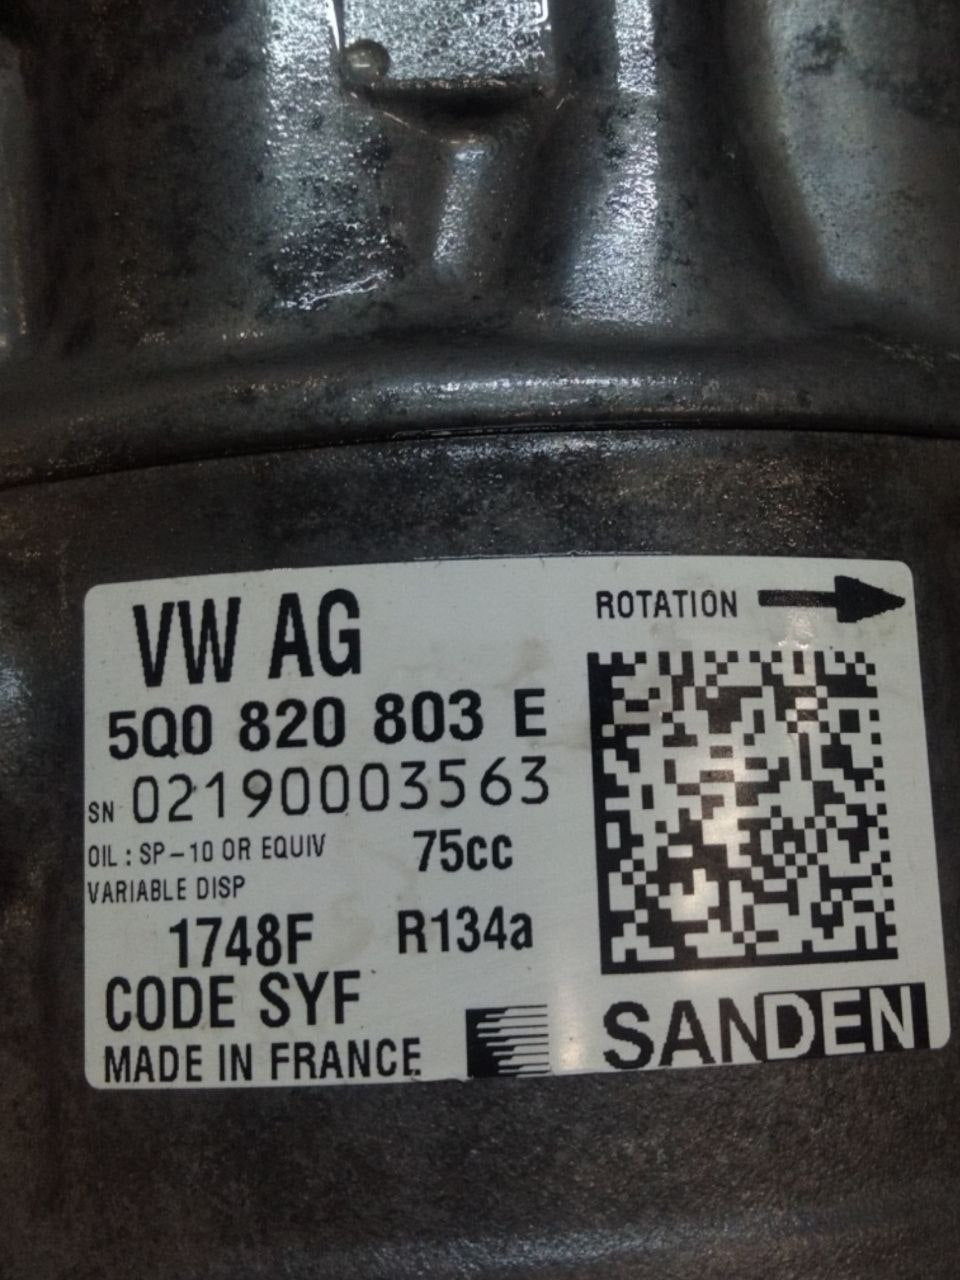 VW AG
ROTATION
5Q0 820 803 E
SN 02190003563
OIL : SP-10 OR EQUIV 75cc
VARIABLE DISP
1748F R134a
CODE SYF
MADE IN FRANCE
SANDEN